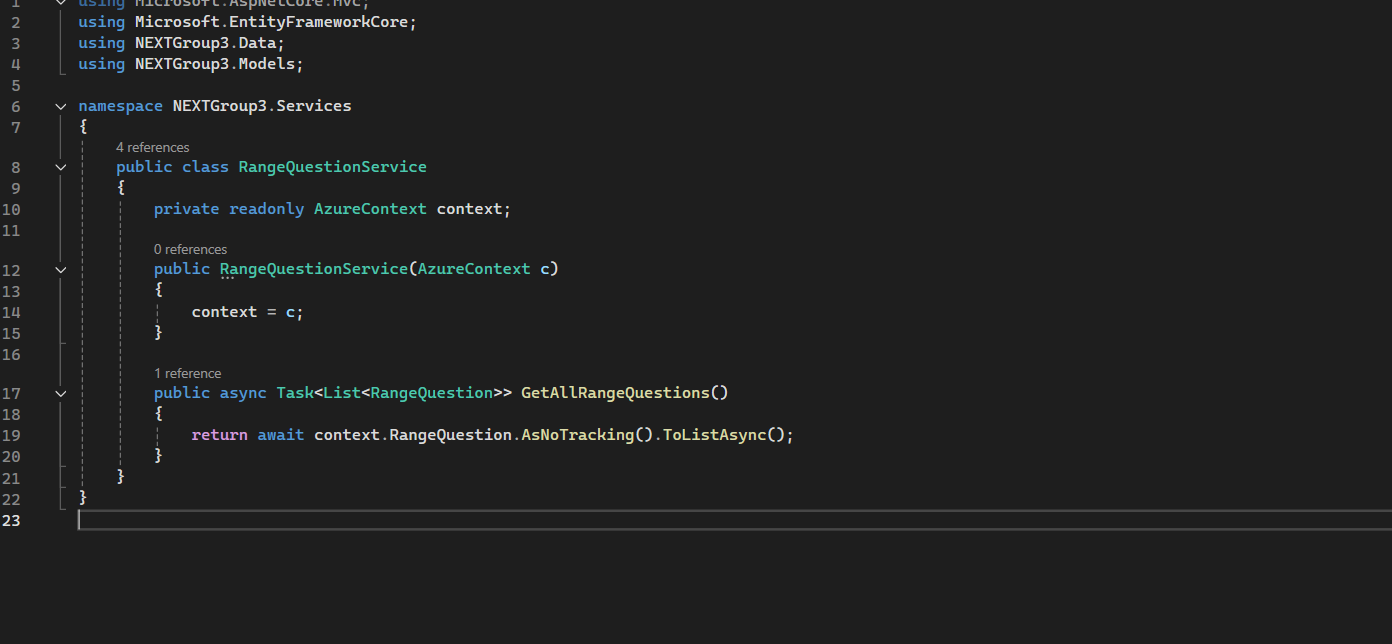 1 using Microsoft.AspNetCore.Mvc;
2 using Microsoft.EntityFrameworkCore;
3 using NEXTGroup3.Data;
4 using NEXTGroup3.Models;
5
6 namespace NEXTGroup3.Services
7 {
4 references
8 public class RangeQuestionService
9 {
10 private readonly AzureContext context;
11
0 references
12 public RangeQuestionService(AzureContext c)
13 {
14 context = c;
15 }
16
1 reference
17 public async Task<List<RangeQuestion>> GetAllRangeQuestions()
18 {
19 return await context.RangeQuestion.AsNoTracking().ToListAsync();
20 }
21 }
22 }
23